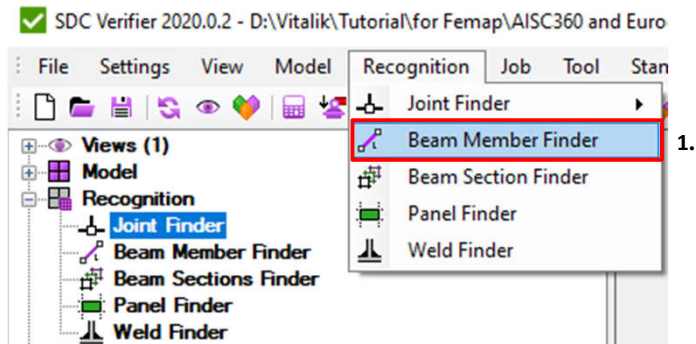 SDC Verifier 2020.0.2 - D:\Vitalik\Tutorial\for Femap\AISC360 and Euro
File Settings View Model Recognition Job Tool Stan
Joint Finder
Beam Member Finder 1.
Beam Section Finder
Panel Finder
Weld Finder
Views (1)
Model
Recognition
Joint Finder
Beam Member Finder
Beam Sections Finder
Panel Finder
Weld Finder